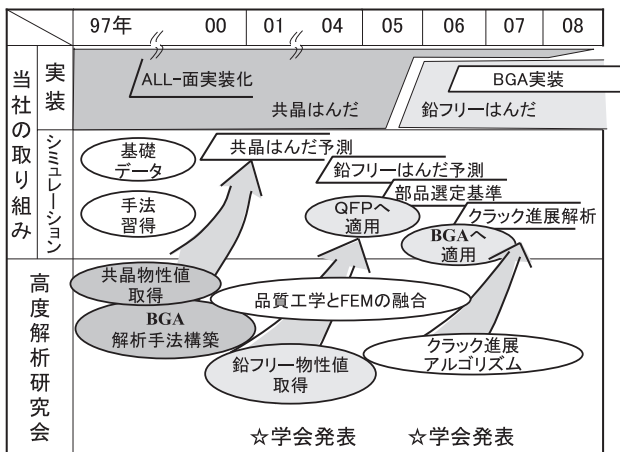 97年 00 01 04 05 06 07 08
当社の取り組み
実装
ALL-面実装化
共晶はんだ
鉛フリーはんだ
BGA実装
シミュレーション
基礎
データ
手法
習得
共晶はんだ予測
鉛フリーはんだ予測
部品選定基準
クラック進展解析
QFPへ
適用
BGAへ
適用
高度解析研究会
共晶物性値
取得
BGA
解析手法構築
品質工学とFEMの融合
鉛フリー物性値
取得
クラック進展
アルゴリズム
☆学会発表 ☆学会発表